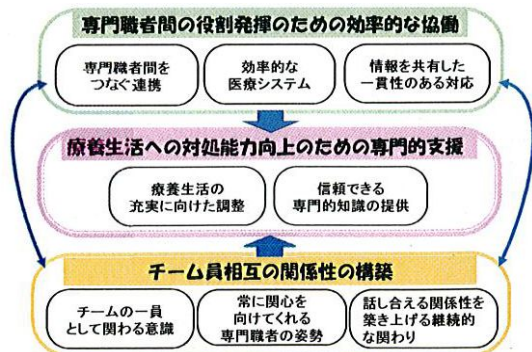 専門職者間の役割発揮のための効率的な協働
専門職者間を
つなぐ連携
効率的な
医療システム
情報を共有した
一貫性のある対応
療養生活への対処能力向上のための専門的支援
療養生活の
充実に向けた調整
信頼できる
専門的知識の提供
チーム員相互の関係性の構築
チームの一員
として関わる意識
常に関心を
向けてくれる
専門職者の姿勢
話し合える関係性を
築き上げる継続的
な関わり